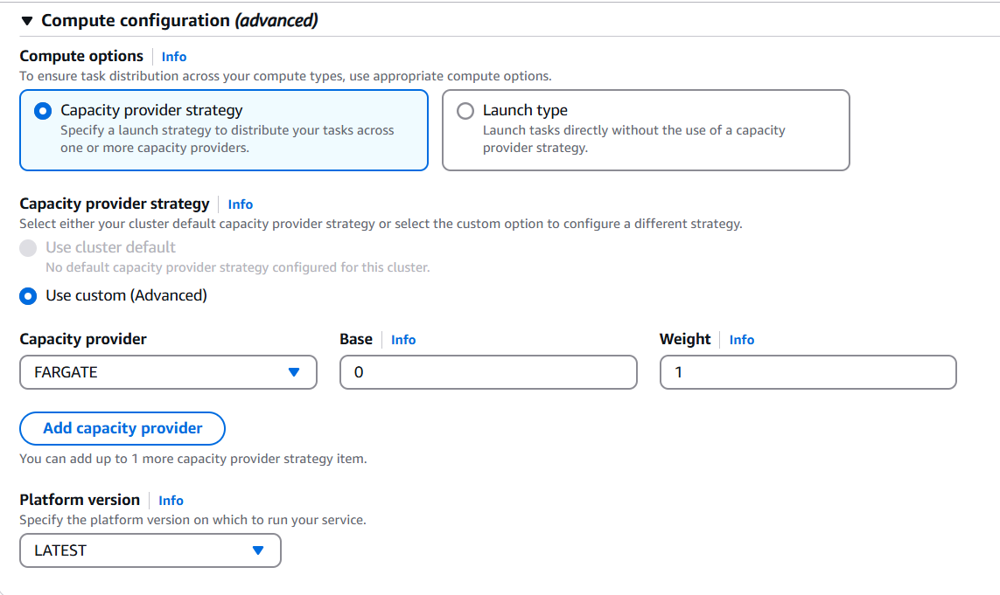 Compute configuration (advanced)
Compute options Info
To ensure task distribution across your compute types, use appropriate compute options.
Capacity provider strategy
Specify a launch strategy to distribute your tasks across
one or more capacity providers.
Launch type
Launch tasks directly without the use of a capacity
provider strategy.
Capacity provider strategy Info
Select either your cluster default capacity provider strategy or select the custom option to configure a different strategy.
Use cluster default
No default capacity provider strategy configured for this cluster.
Use custom (Advanced)
Capacity provider Base Info Weight Info
FARGATE 0 1
Add capacity provider
You can add up to 1 more capacity provider strategy item.
Platform version Info
Specify the platform version on which to run your service.
LATEST